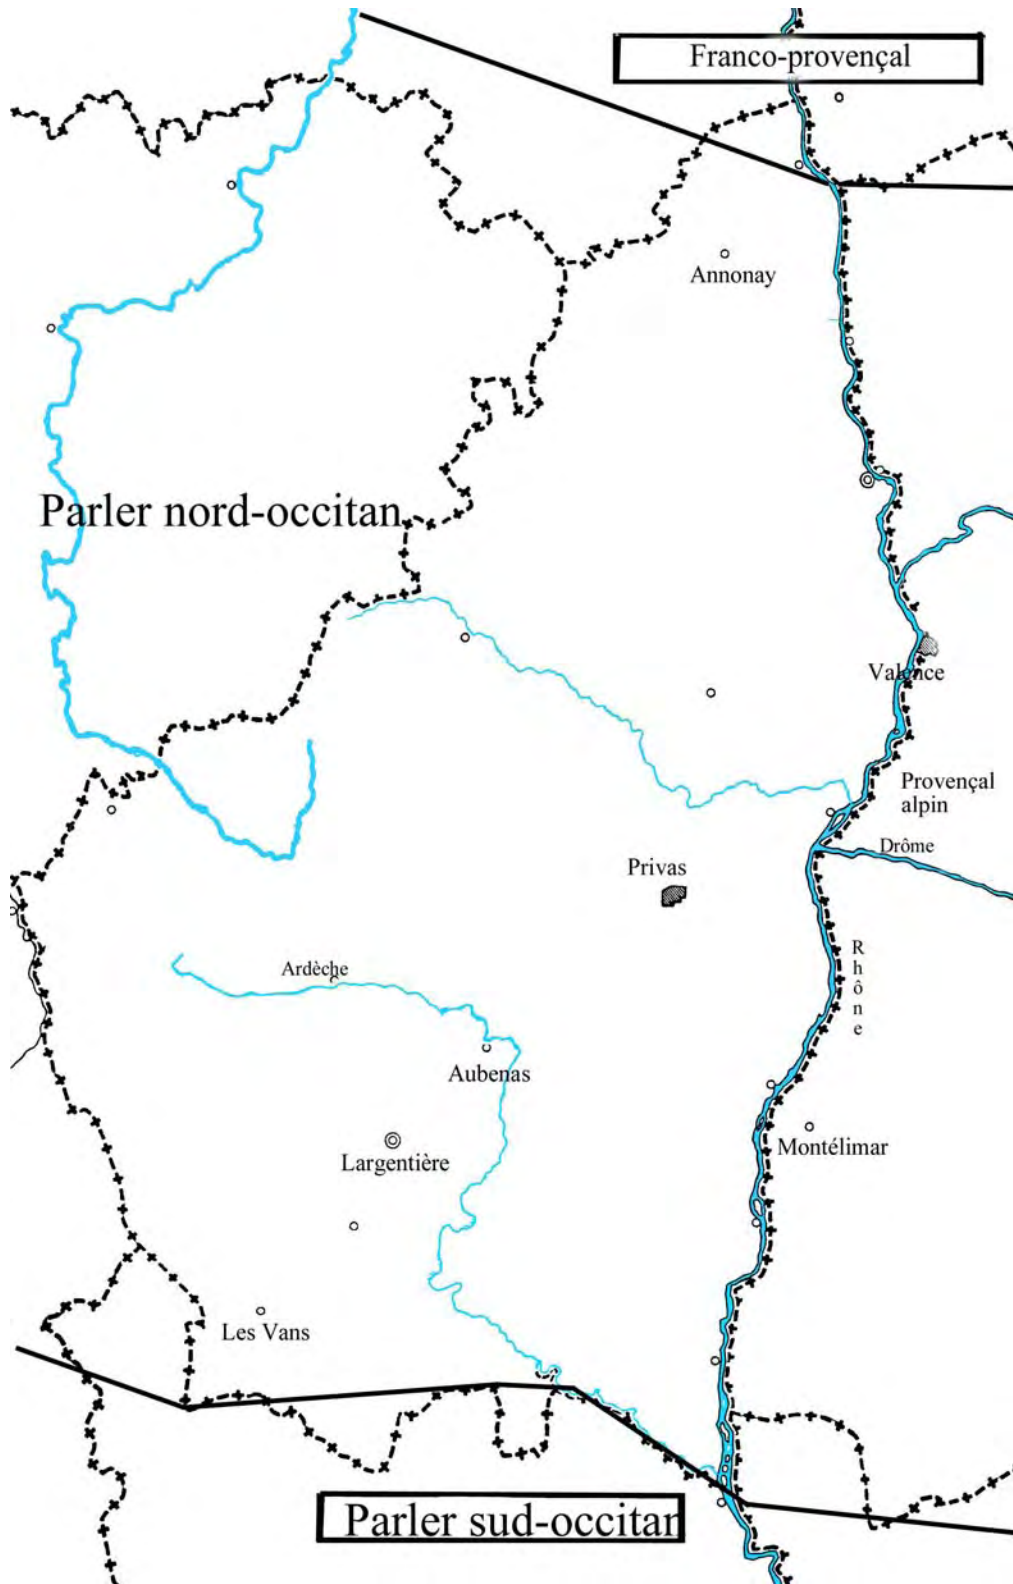 Franco-provençal
Annonay
Parler nord-occitan
Valence
Provençal
alpin
Drôme
Privas
Rhône
Ardèche
Aubenas
Montélimar
Largentière
Les Vans
Parler sud-occitan